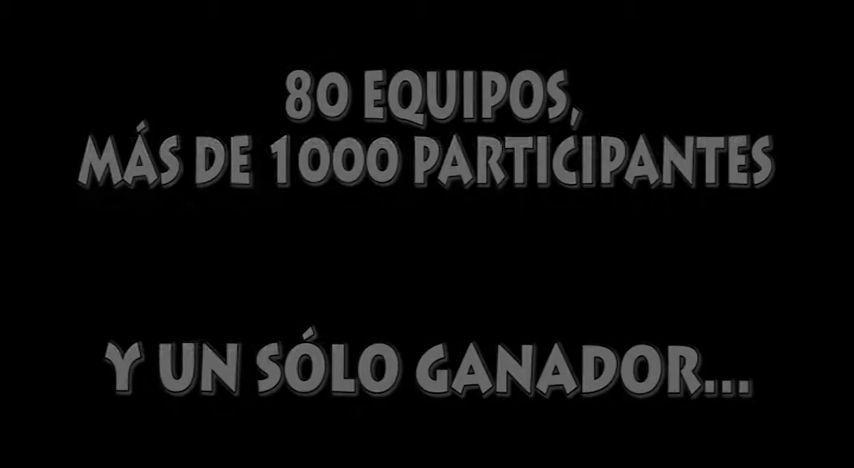 80 EQUIPOS,
MÁS DE 1000 PARTICIPANTES
Y UN SÓLO GANADOR...